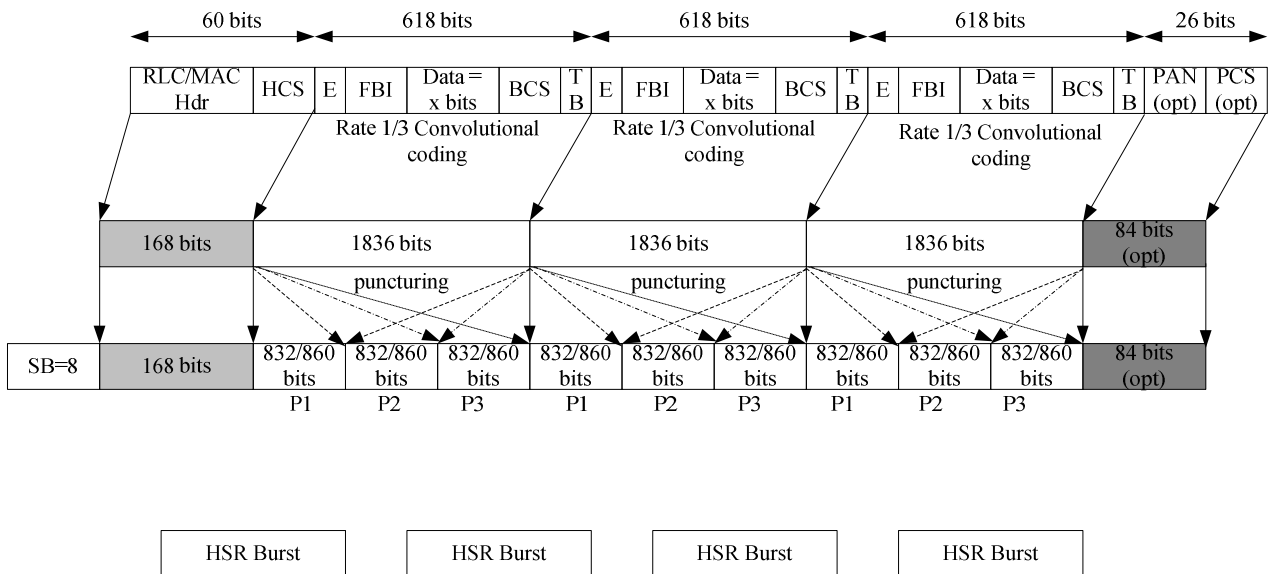 60 bits 618 bits 618 bits 618 bits 26 bits
RLC/MAC
Hdr
HCS
E
FBI
Data =
x bits
BCS
T
B
E
FBI
Data =
x bits
BCS
T
B
E
FBI
Data =
x bits
BCS
T
B
PAN
(opt)
PCS
(opt)
Rate 1/3 Convolutional
coding
Rate 1/3 Convolutional
coding
Rate 1/3 Convolutional
coding
168 bits
1836 bits
1836 bits
1836 bits
84 bits
(opt)
puncturing
puncturing
puncturing
SB=8
168 bits
832/860
bits
832/860
bits
832/860
bits
832/860
bits
832/860
bits
832/860
bits
832/860
bits
832/860
bits
832/860
bits
84 bits
(opt)
P1 P2 P3 P1 P2 P3 P1 P2 P3
HSR Burst
HSR Burst
HSR Burst
HSR Burst